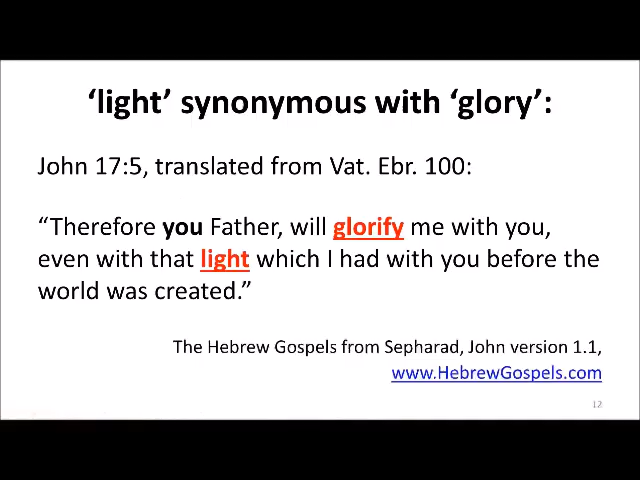 ‘light’ synonymous with ‘glory’:
John 17:5, translated from Vat. Ebr. 100:
“Therefore you Father, will glorify me with you,
even with that light which I had with you before the
world was created.”
The Hebrew Gospels from Sepharad, John version 1.1,
www.HebrewGospels.com
12